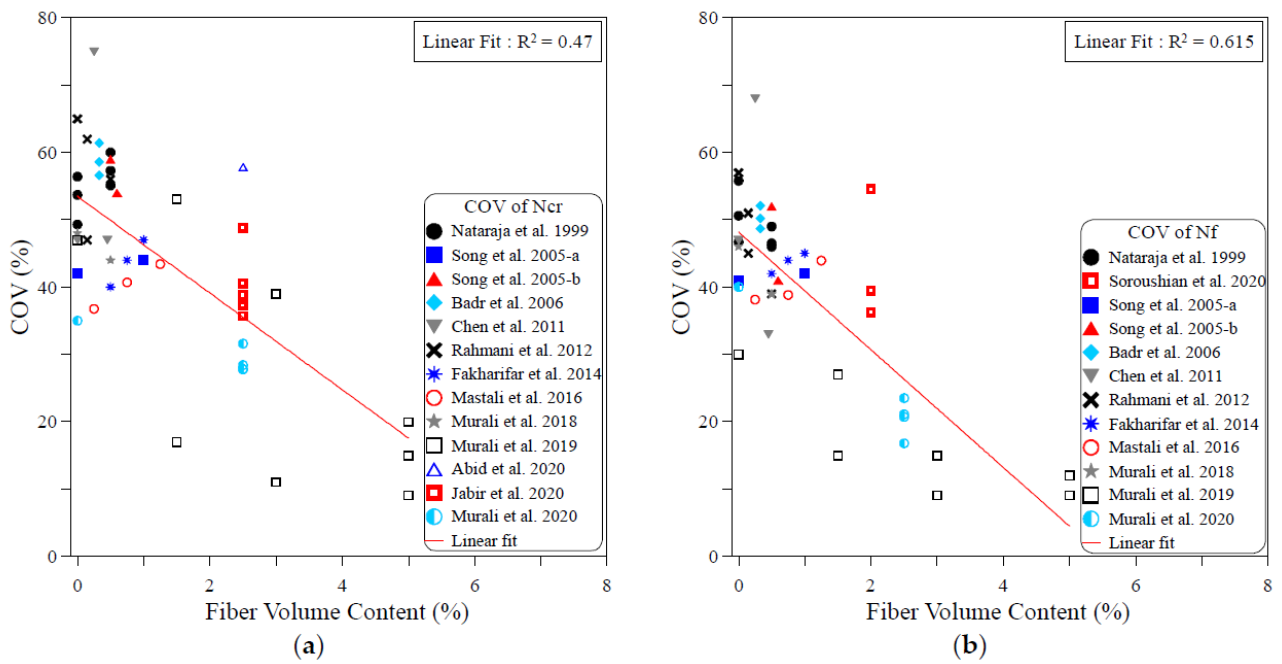 80
60
40
20
0
COV (%)
Linear Fit : R² = 0.47
COV of Ncr
Nataraja et al. 1999
Song et al. 2005-a
Song et al. 2005-b
Badr et al. 2006
Chen et al. 2011
Rahmani et al. 2012
Fakharifar et al. 2014
Mastali et al. 2016
Murali et al. 2018
Murali et al. 2019
Abid et al. 2020
Jabir et al. 2020
Murali et al. 2020
Linear fit
0 2 4 6 8
Fiber Volume Content (%)
(a)
80
60
40
20
0
COV (%)
Linear Fit : R² = 0.615
COV of Nf
Nataraja et al. 1999
Soroushian et al. 2020
Song et al. 2005-a
Song et al. 2005-b
Badr et al. 2006
Chen et al. 2011
Rahmani et al. 2012
Fakharifar et al. 2014
Mastali et al. 2016
Murali et al. 2018
Murali et al. 2019
Murali et al. 2020
Linear fit
0 2 4 6 8
Fiber Volume Content (%)
(b)